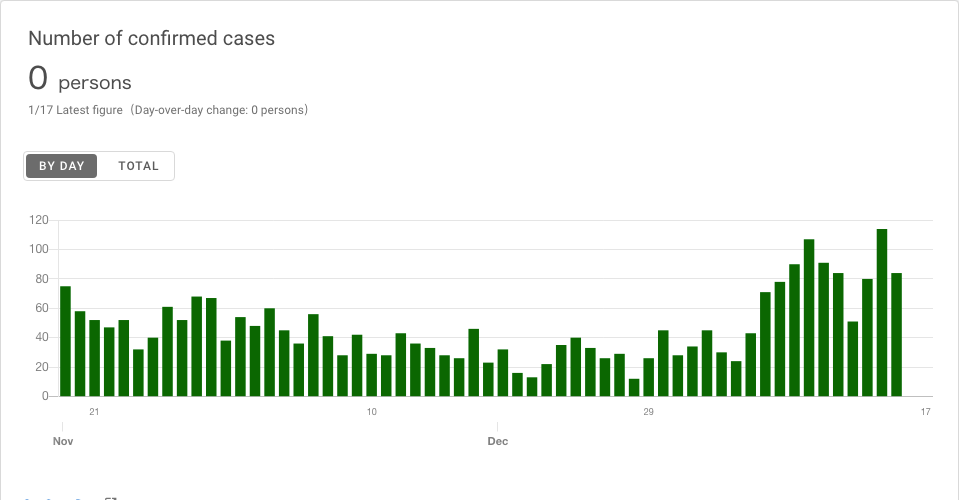 Number of confirmed cases
0 persons
1/17 Latest figure（Day-over-day change: 0 persons）
BY DAY TOTAL
120
100
80
60
40
20
0
21 10 29 17
Nov Dec